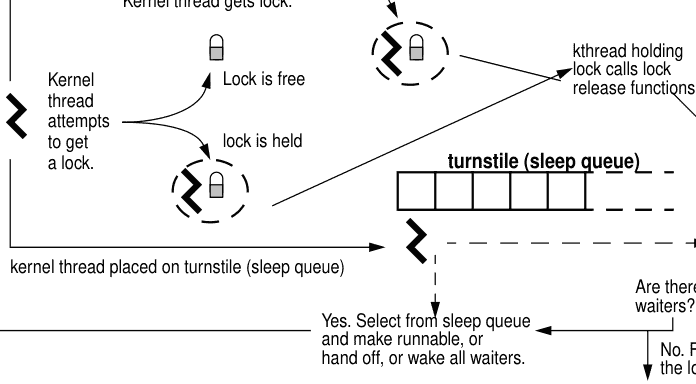 Kernel thread gets lock.
Kernel
thread
attempts
to get
a lock.
Lock is free
lock is held
kthread holding
lock calls lock
release functions
turnstile (sleep queue)
kernel thread placed on turnstile (sleep queue)
Yes. Select from sleep queue
and make runnable, or
hand off, or wake all waiters.
Are there
waiters?
No.
the